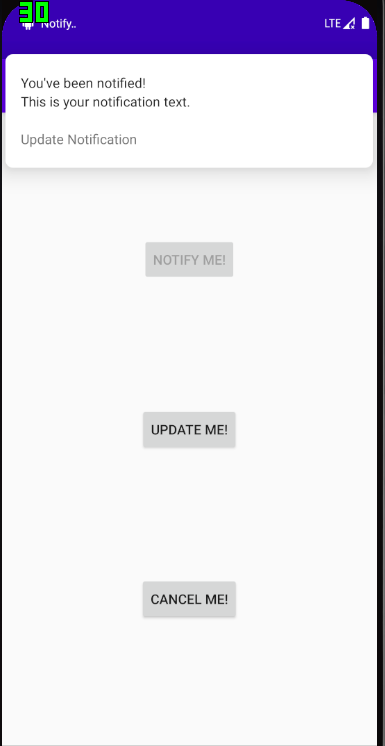 30
Notify..
LTE
You've been notified!
This is your notification text.
Update Notification
NOTIFY ME!
UPDATE ME!
CANCEL ME!